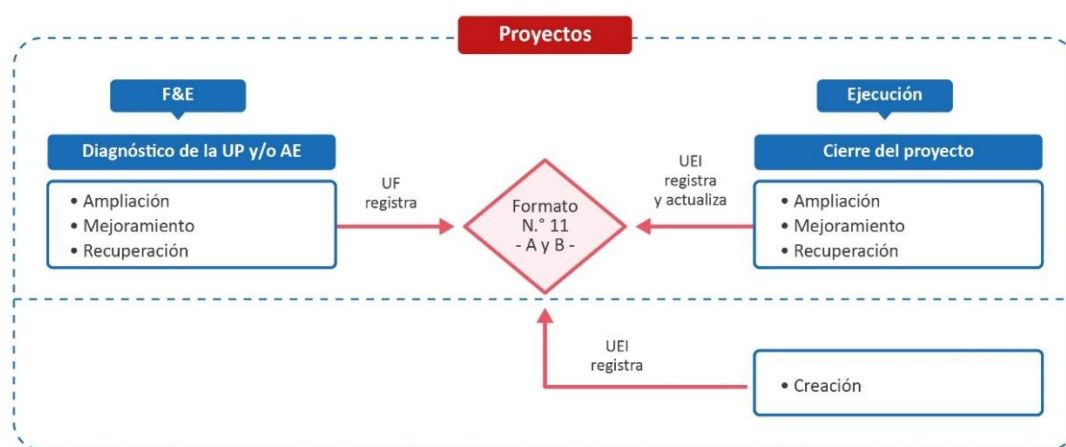 Proyectos
F&E
Diagnóstico de la UP y/o AE
• Ampliación
• Mejoramiento
• Recuperación
UF
registra
Formato
N.° 11
- A y B -
UEI
registra
y actualiza
Ejecución
Cierre del proyecto
• Ampliación
• Mejoramiento
• Recuperación
UEI
registra
• Creación